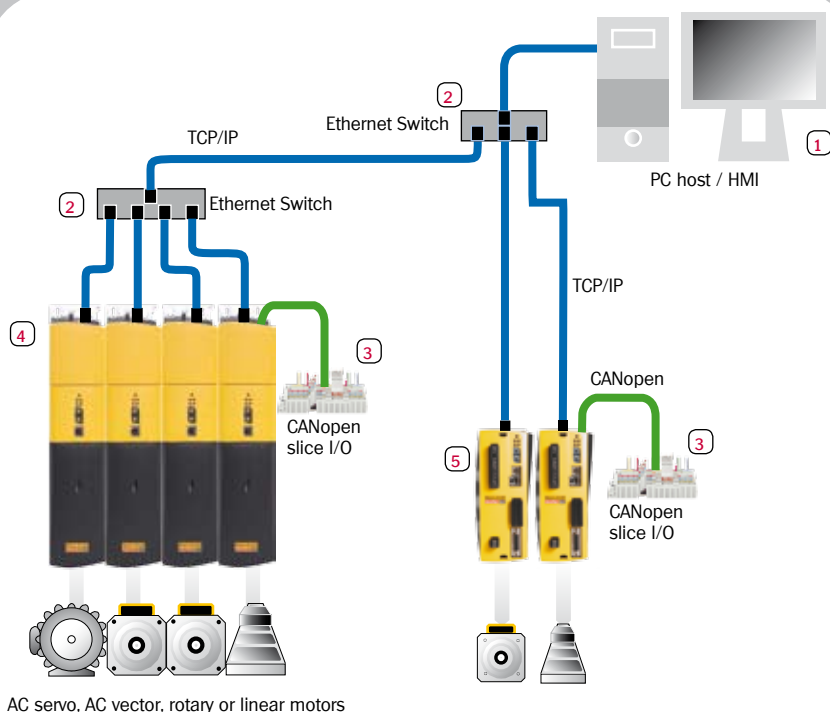 1
PC host / HMI
2
Ethernet Switch
TCP/IP
2
Ethernet Switch
TCP/IP
4
3
CANopen
slice I/O
CANopen
5
3
CANopen
slice I/O
AC servo, AC vector, rotary or linear motors